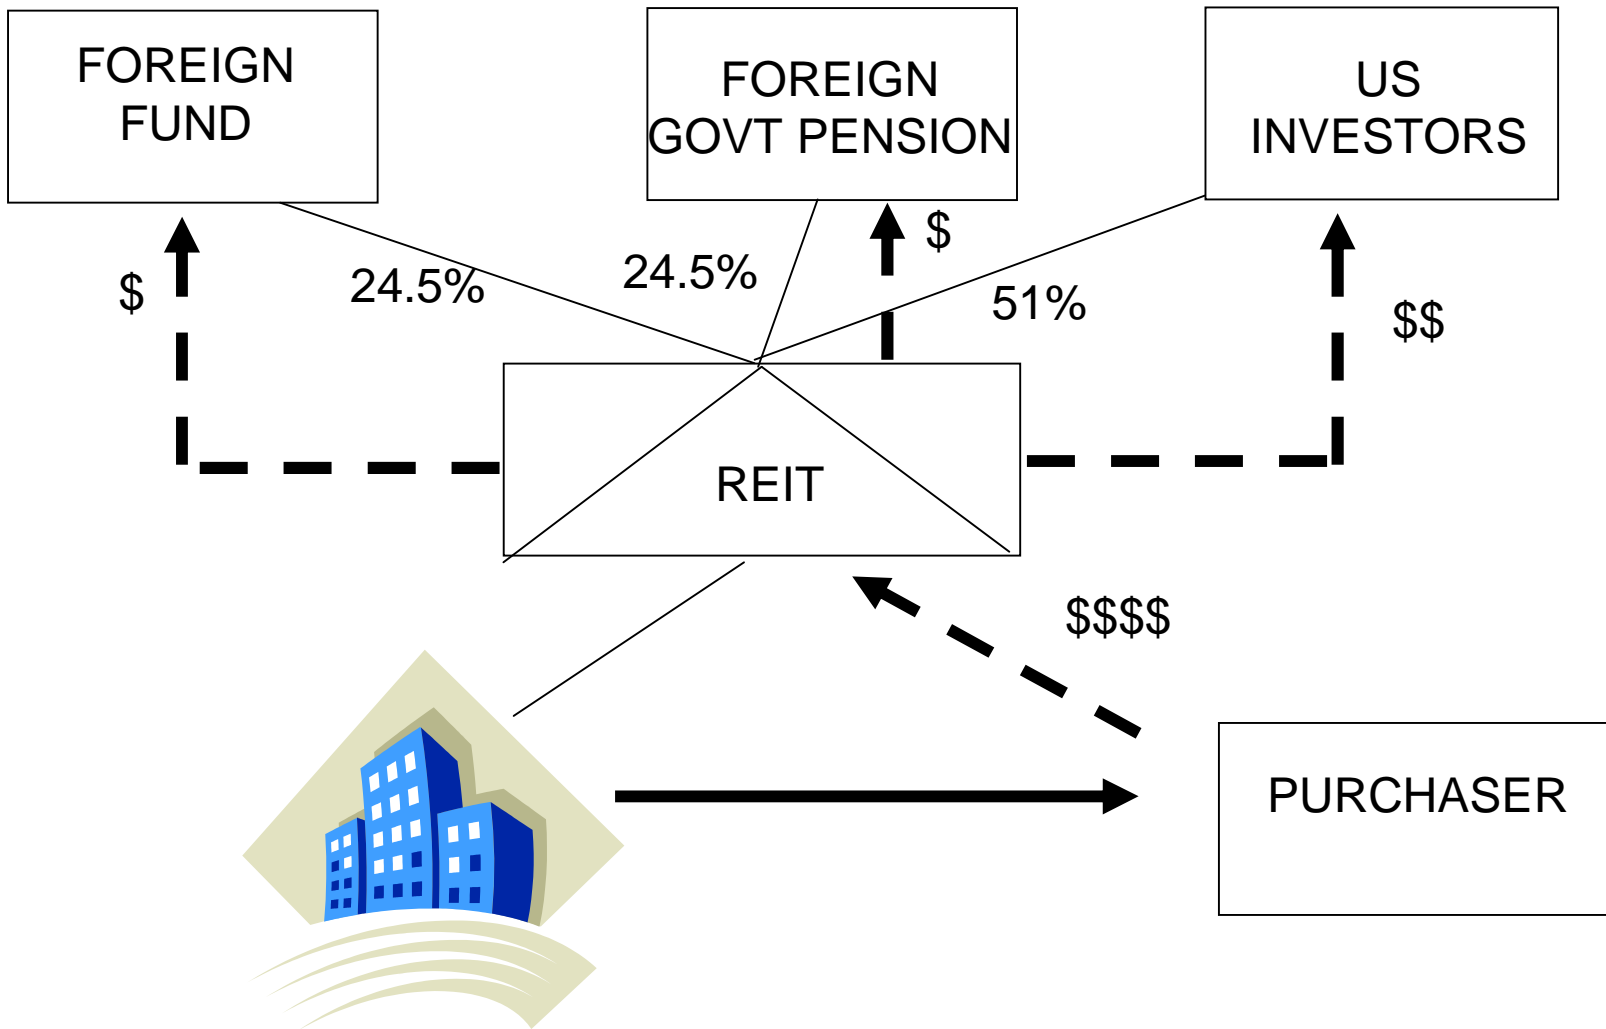 FOREIGN
FUND
FOREIGN
GOVT PENSION
US
INVESTORS
$
24.5%
24.5%
$
51%
$$
REIT
$$$$
PURCHASER